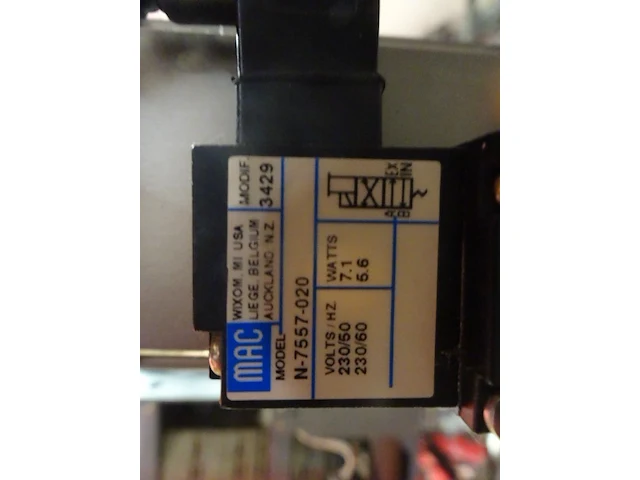 MAC
WIXOM, MI USA
LIEGE, BELGIUM
AUCKLAND, N.Z.
MODIF.
3429
MODEL
N-7557-020
VOLTS/HZ
230/50
230/60
WATTS
7.1
5.6
A EX
B IN